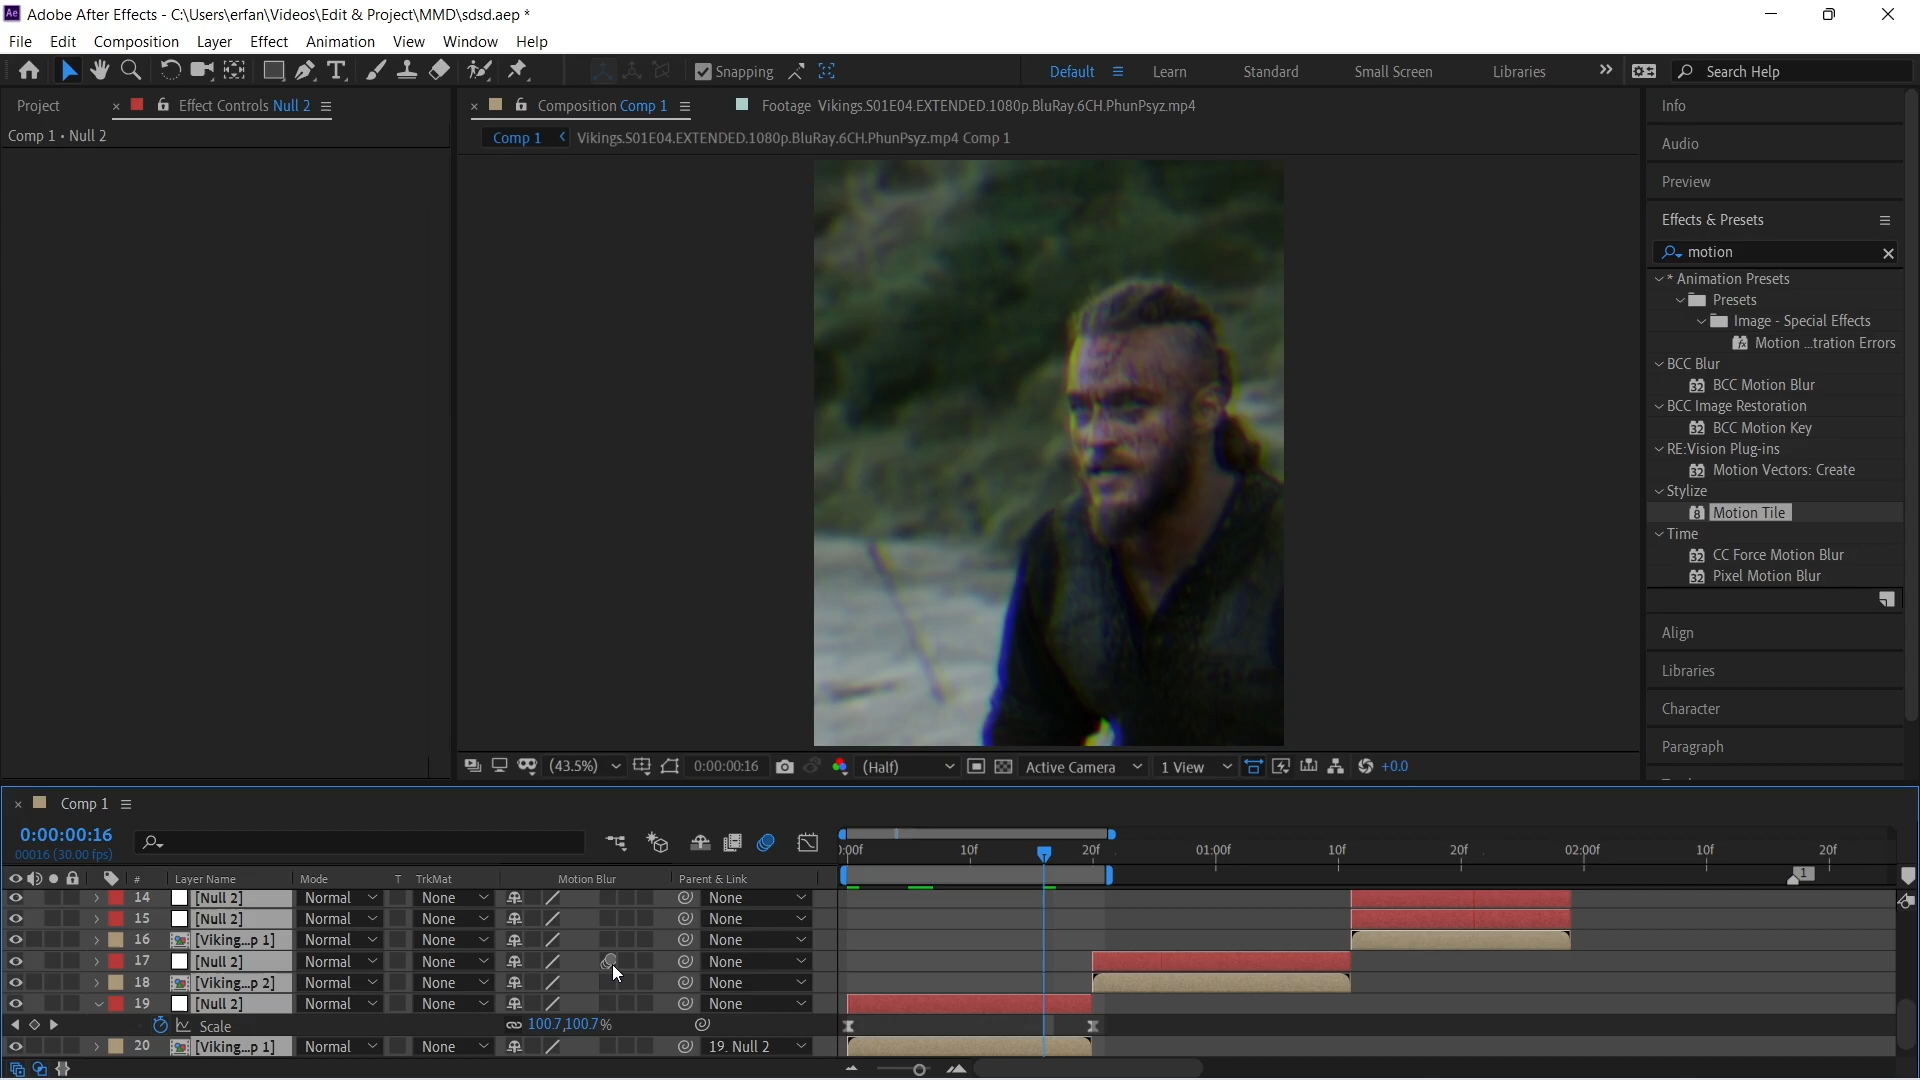 Ae Adobe After Effects - C:\Users\erfan\Videos\Edit & Project\MMD\sdsd.aep *
File Edit Composition Layer Effect Animation View Window Help
Snapping Default Learn Standard Small Screen Libraries Search Help
Project Effect Controls Null 2
Comp 1 • Null 2
Composition Comp 1 Footage Vikings.S01E04.EXTENDED.1080p.BluRay.6CH.PhunPsyz.mp4
Comp 1 Vikings.S01E04.EXTENDED.1080p.BluRay.6CH.PhunPsyz.mp4 Comp 1
Info
Audio
Preview
Effects & Presets
motion
* Animation Presets
Presets
Image - Special Effects
Motion ...tration Errors
BCC Blur
BCC Motion Blur
BCC Image Restoration
BCC Motion Key
RE:Vision Plug-ins
Motion Vectors: Create
Stylize
Motion Tile
Time
CC Force Motion Blur
Pixel Motion Blur
Align
Libraries
Character
Paragraph
(43.5%) 0:00:00:16 (Half) Active Camera 1 View +0.0
Comp 1
0:00:00:16
00016 (30.00 fps)
):00f 10f 20f 01:00f 10f 20f 02:00f 10f 20f
1
# Layer Name Mode T TrkMat Motion Blur Parent & Link
14 [Null 2] Normal None None
15 [Null 2] Normal None None
16 [Viking...p 1] Normal None None
17 [Null 2] Normal None None
18 [Viking...p 2] Normal None None
19 [Null 2] Normal None None
Scale 100.7,100.7%
20 [Viking...p 1] Normal None 19. Null 2